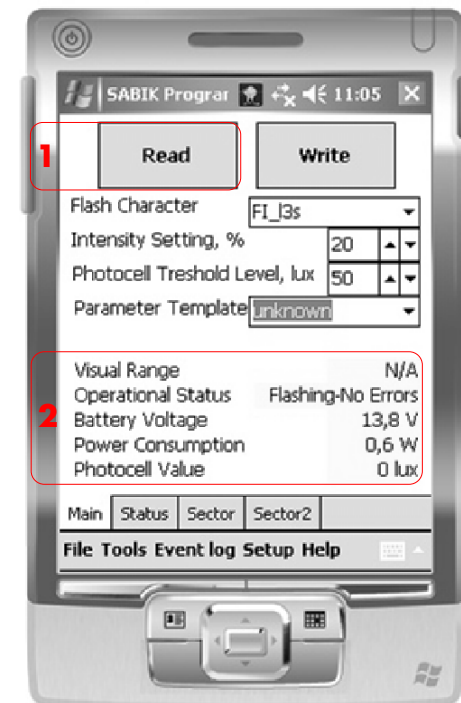 SABIK Prograr 11:05
1
Read Write
Flash Character FI_l3s
Intensity Setting, % 20
Photocell Treshold Level, lux 50
Parameter Template unknown
2
Visual Range N/A
Operational Status Flashing-No Errors
Battery Voltage 13,8 V
Power Consumption 0,6 W
Photocell Value 0 lux
Main Status Sector Sector2
File Tools Event log Setup Help